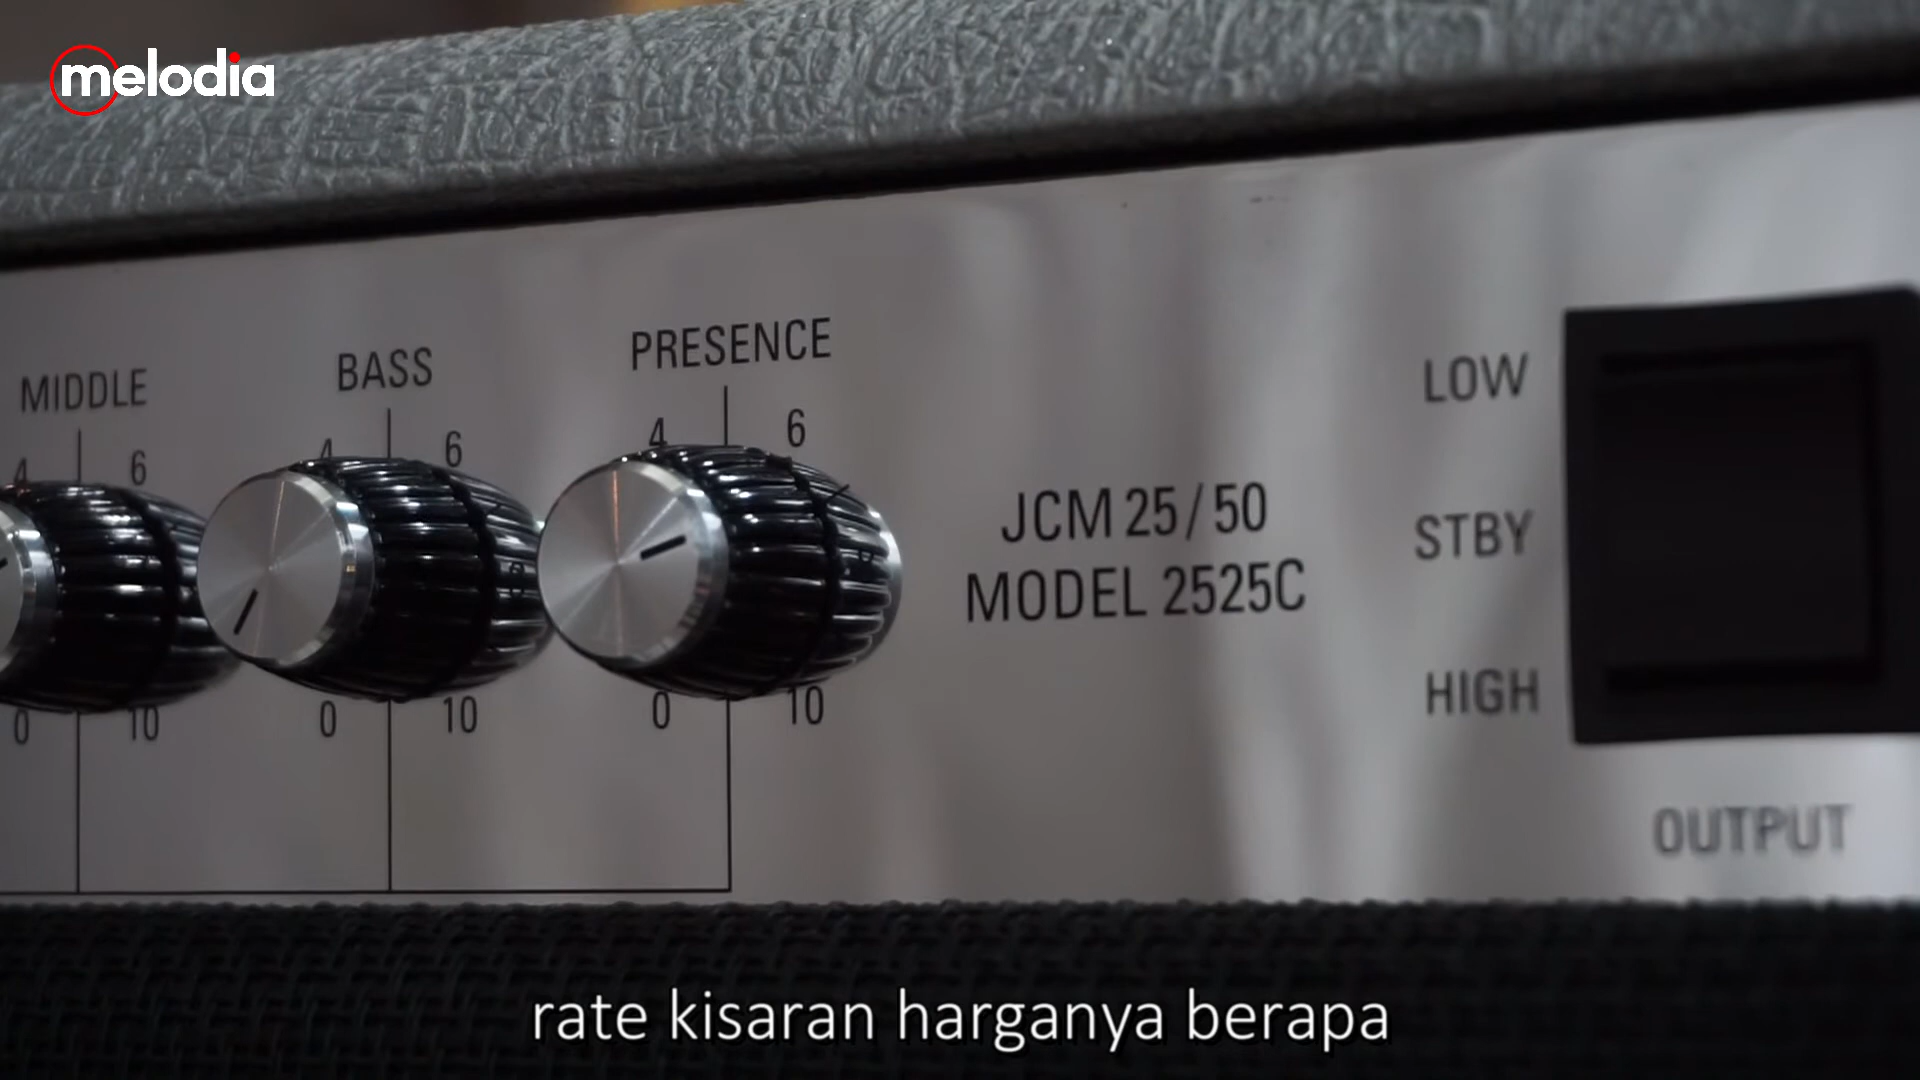 melodia
MIDDLE
BASS
PRESENCE
4 6
4 6
4 6
0 10
0 10
0 10
JCM 25/50
MODEL 2525C
LOW
STBY
HIGH
OUTPUT
rate kisaran harganya berapa